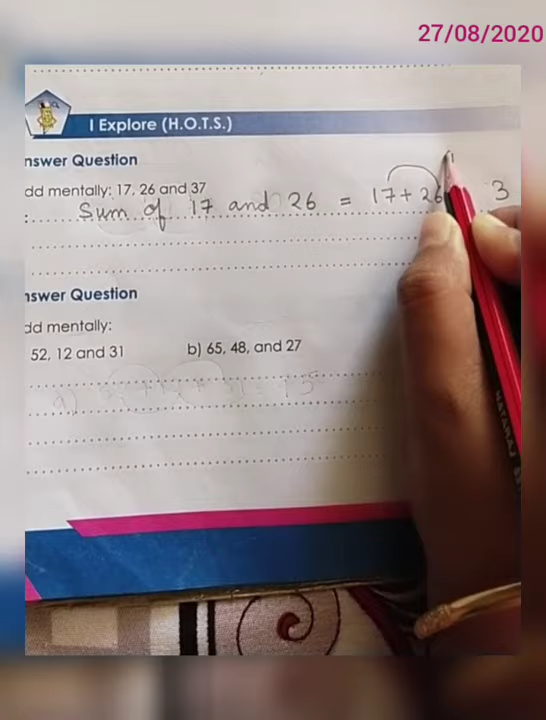 27/08/2020
I Explore (H.O.T.S.)
nswer Question
dd mentally: 17, 26 and 37
Sum of 17 and 26 = 17 + 26 3
nswer Question
dd mentally:
52, 12 and 31 b) 65, 48, and 27
a)
NATARAJ